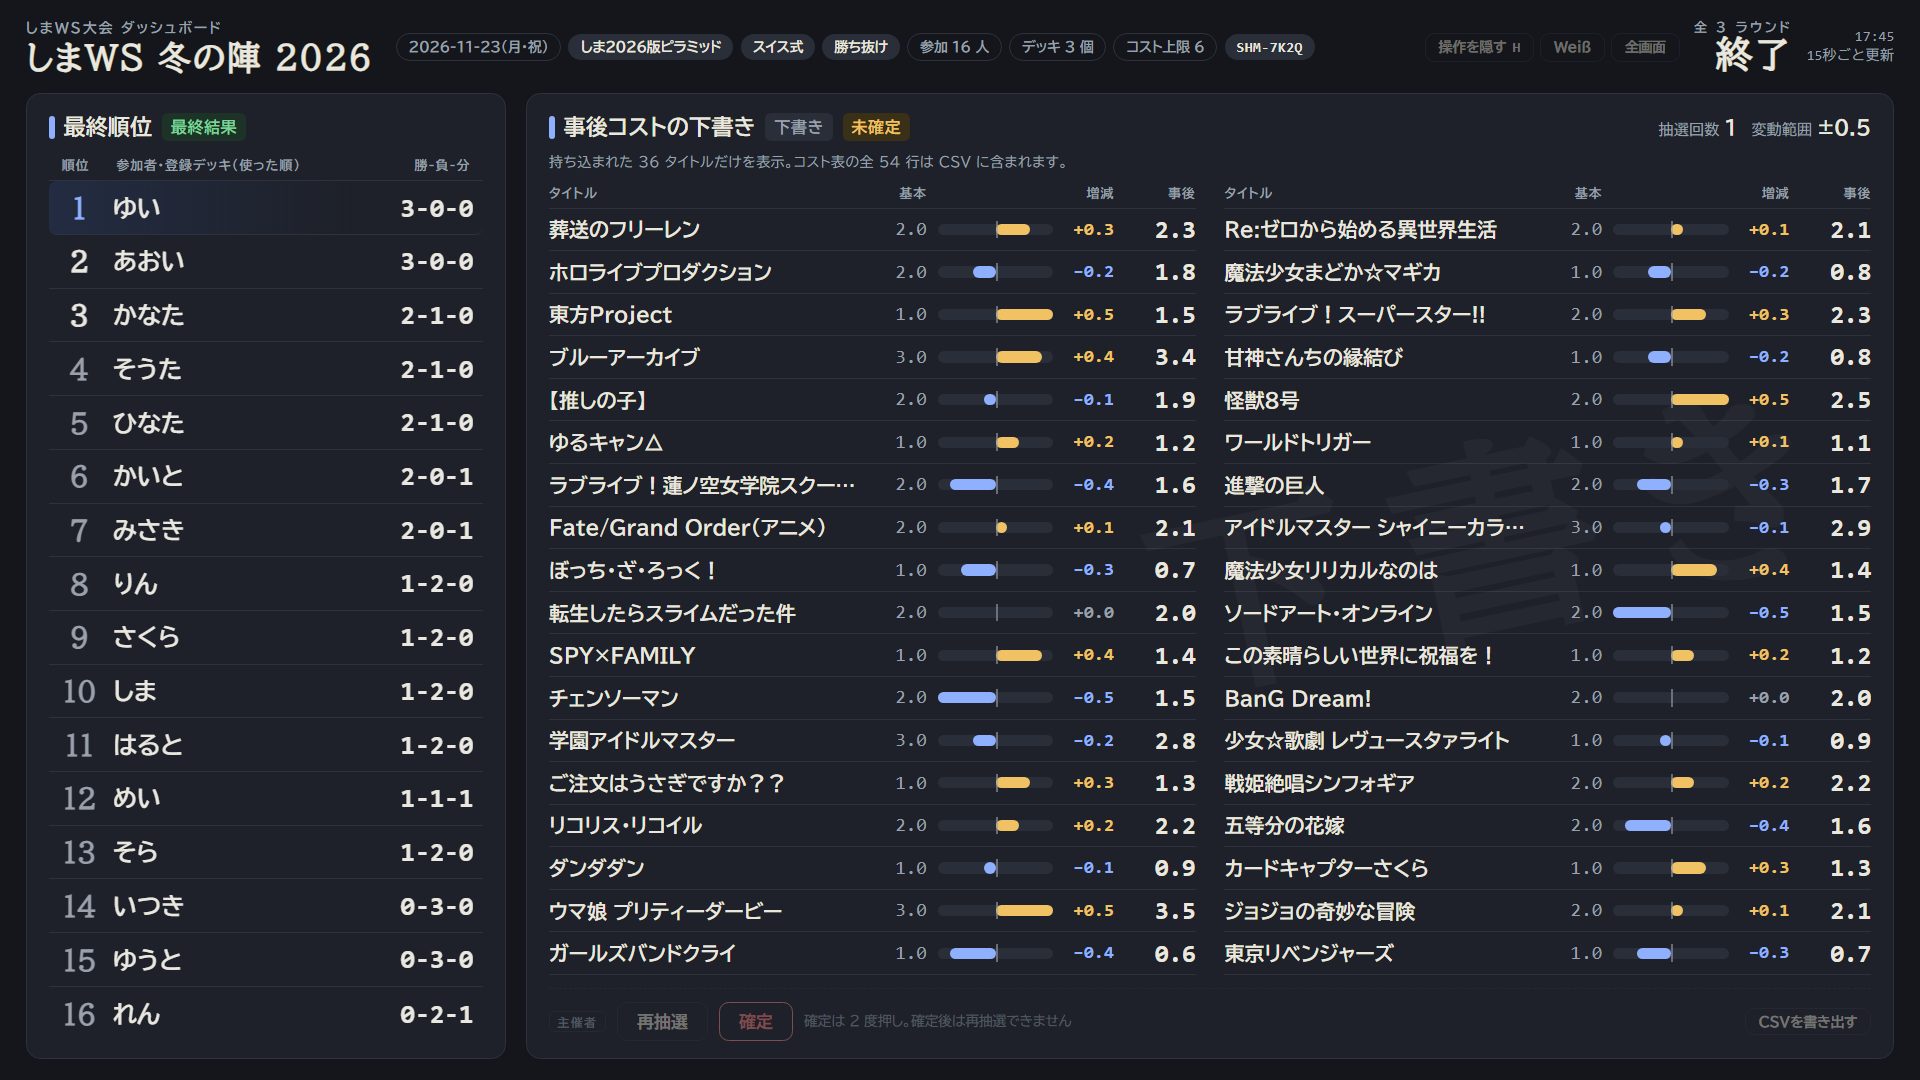 しまWS大会 ダッシュボード
しまWS 冬の陣 2026
2026-11-23(月・祝) しま2026版ピラミッド スイス式 勝ち抜け 参加 16 人 デッキ 3 個 コスト上限 6 SHM-7K2Q
操作を隠す H Weiß 全画面
全 3 ラウンド
終了
17:45
15秒ごと更新
最終順位 最終結果
順位 参加者・登録デッキ(使った順) 勝-負-分
1 ゆい 3-0-0
2 あおい 3-0-0
3 かなた 2-1-0
4 そうた 2-1-0
5 ひなた 2-1-0
6 かいと 2-0-1
7 みさき 2-0-1
8 りん 1-2-0
9 さくら 1-2-0
10 しま 1-2-0
11 はると 1-2-0
12 めい 1-1-1
13 そら 1-2-0
14 いつき 0-3-0
15 ゆうと 0-3-0
16 れん 0-2-1
事後コストの下書き 下書き 未確定
抽選回数 1 変動範囲 ±0.5
持ち込まれた 36 タイトルだけを表示。コスト表の全 54 行は CSV に含まれます。
タイトル 基本 増減 事後
葬送のフリーレン 2.0 +0.3 2.3
ホロライブプロダクション 2.0 -0.2 1.8
東方Project 1.0 +0.5 1.5
ブルーアーカイブ 3.0 +0.4 3.4
【推しの子】 2.0 -0.1 1.9
ゆるキャン△ 1.0 +0.2 1.2
ラブライブ！蓮ノ空女学院スクー… 2.0 -0.4 1.6
Fate/Grand Order(アニメ) 2.0 +0.1 2.1
ぼっち・ざ・ろっく！ 1.0 -0.3 0.7
転生したらスライムだった件 2.0 +0.0 2.0
SPY×FAMILY 1.0 +0.4 1.4
チェンソーマン 2.0 -0.5 1.5
学園アイドルマスター 3.0 -0.2 2.8
ご注文はうさぎですか？？ 1.0 +0.3 1.3
リコリス・リコイル 2.0 +0.2 2.2
ダンダダン 1.0 -0.1 0.9
ウマ娘 プリティーダービー 3.0 +0.5 3.5
ガールズバンドクライ 1.0 -0.4 0.6
タイトル 基本 増減 事後
Re:ゼロから始める異世界生活 2.0 +0.1 2.1
魔法少女まどか☆マギカ 1.0 -0.2 0.8
ラブライブ！スーパースター!! 2.0 +0.3 2.3
甘神さんちの縁結び 1.0 -0.2 0.8
怪獣8号 2.0 +0.5 2.5
ワールドトリガー 1.0 +0.1 1.1
進撃の巨人 2.0 -0.3 1.7
アイドルマスター シャイニーカラ… 3.0 -0.1 2.9
魔法少女リリカルなのは 1.0 +0.4 1.4
ソードアート・オンライン 2.0 -0.5 1.5
この素晴らしい世界に祝福を！ 1.0 +0.2 1.2
BanG Dream! 2.0 +0.0 2.0
少女☆歌劇 レヴュースタァライト 1.0 -0.1 0.9
戦姫絶唱シンフォギア 2.0 +0.2 2.2
五等分の花嫁 2.0 -0.4 1.6
カードキャプターさくら 1.0 +0.3 1.3
ジョジョの奇妙な冒険 2.0 +0.1 2.1
東京リベンジャーズ 1.0 -0.3 0.7
下書き
主催者 再抽選 確定 確定は 2 度押し。確定後は再抽選できません
CSVを書き出す